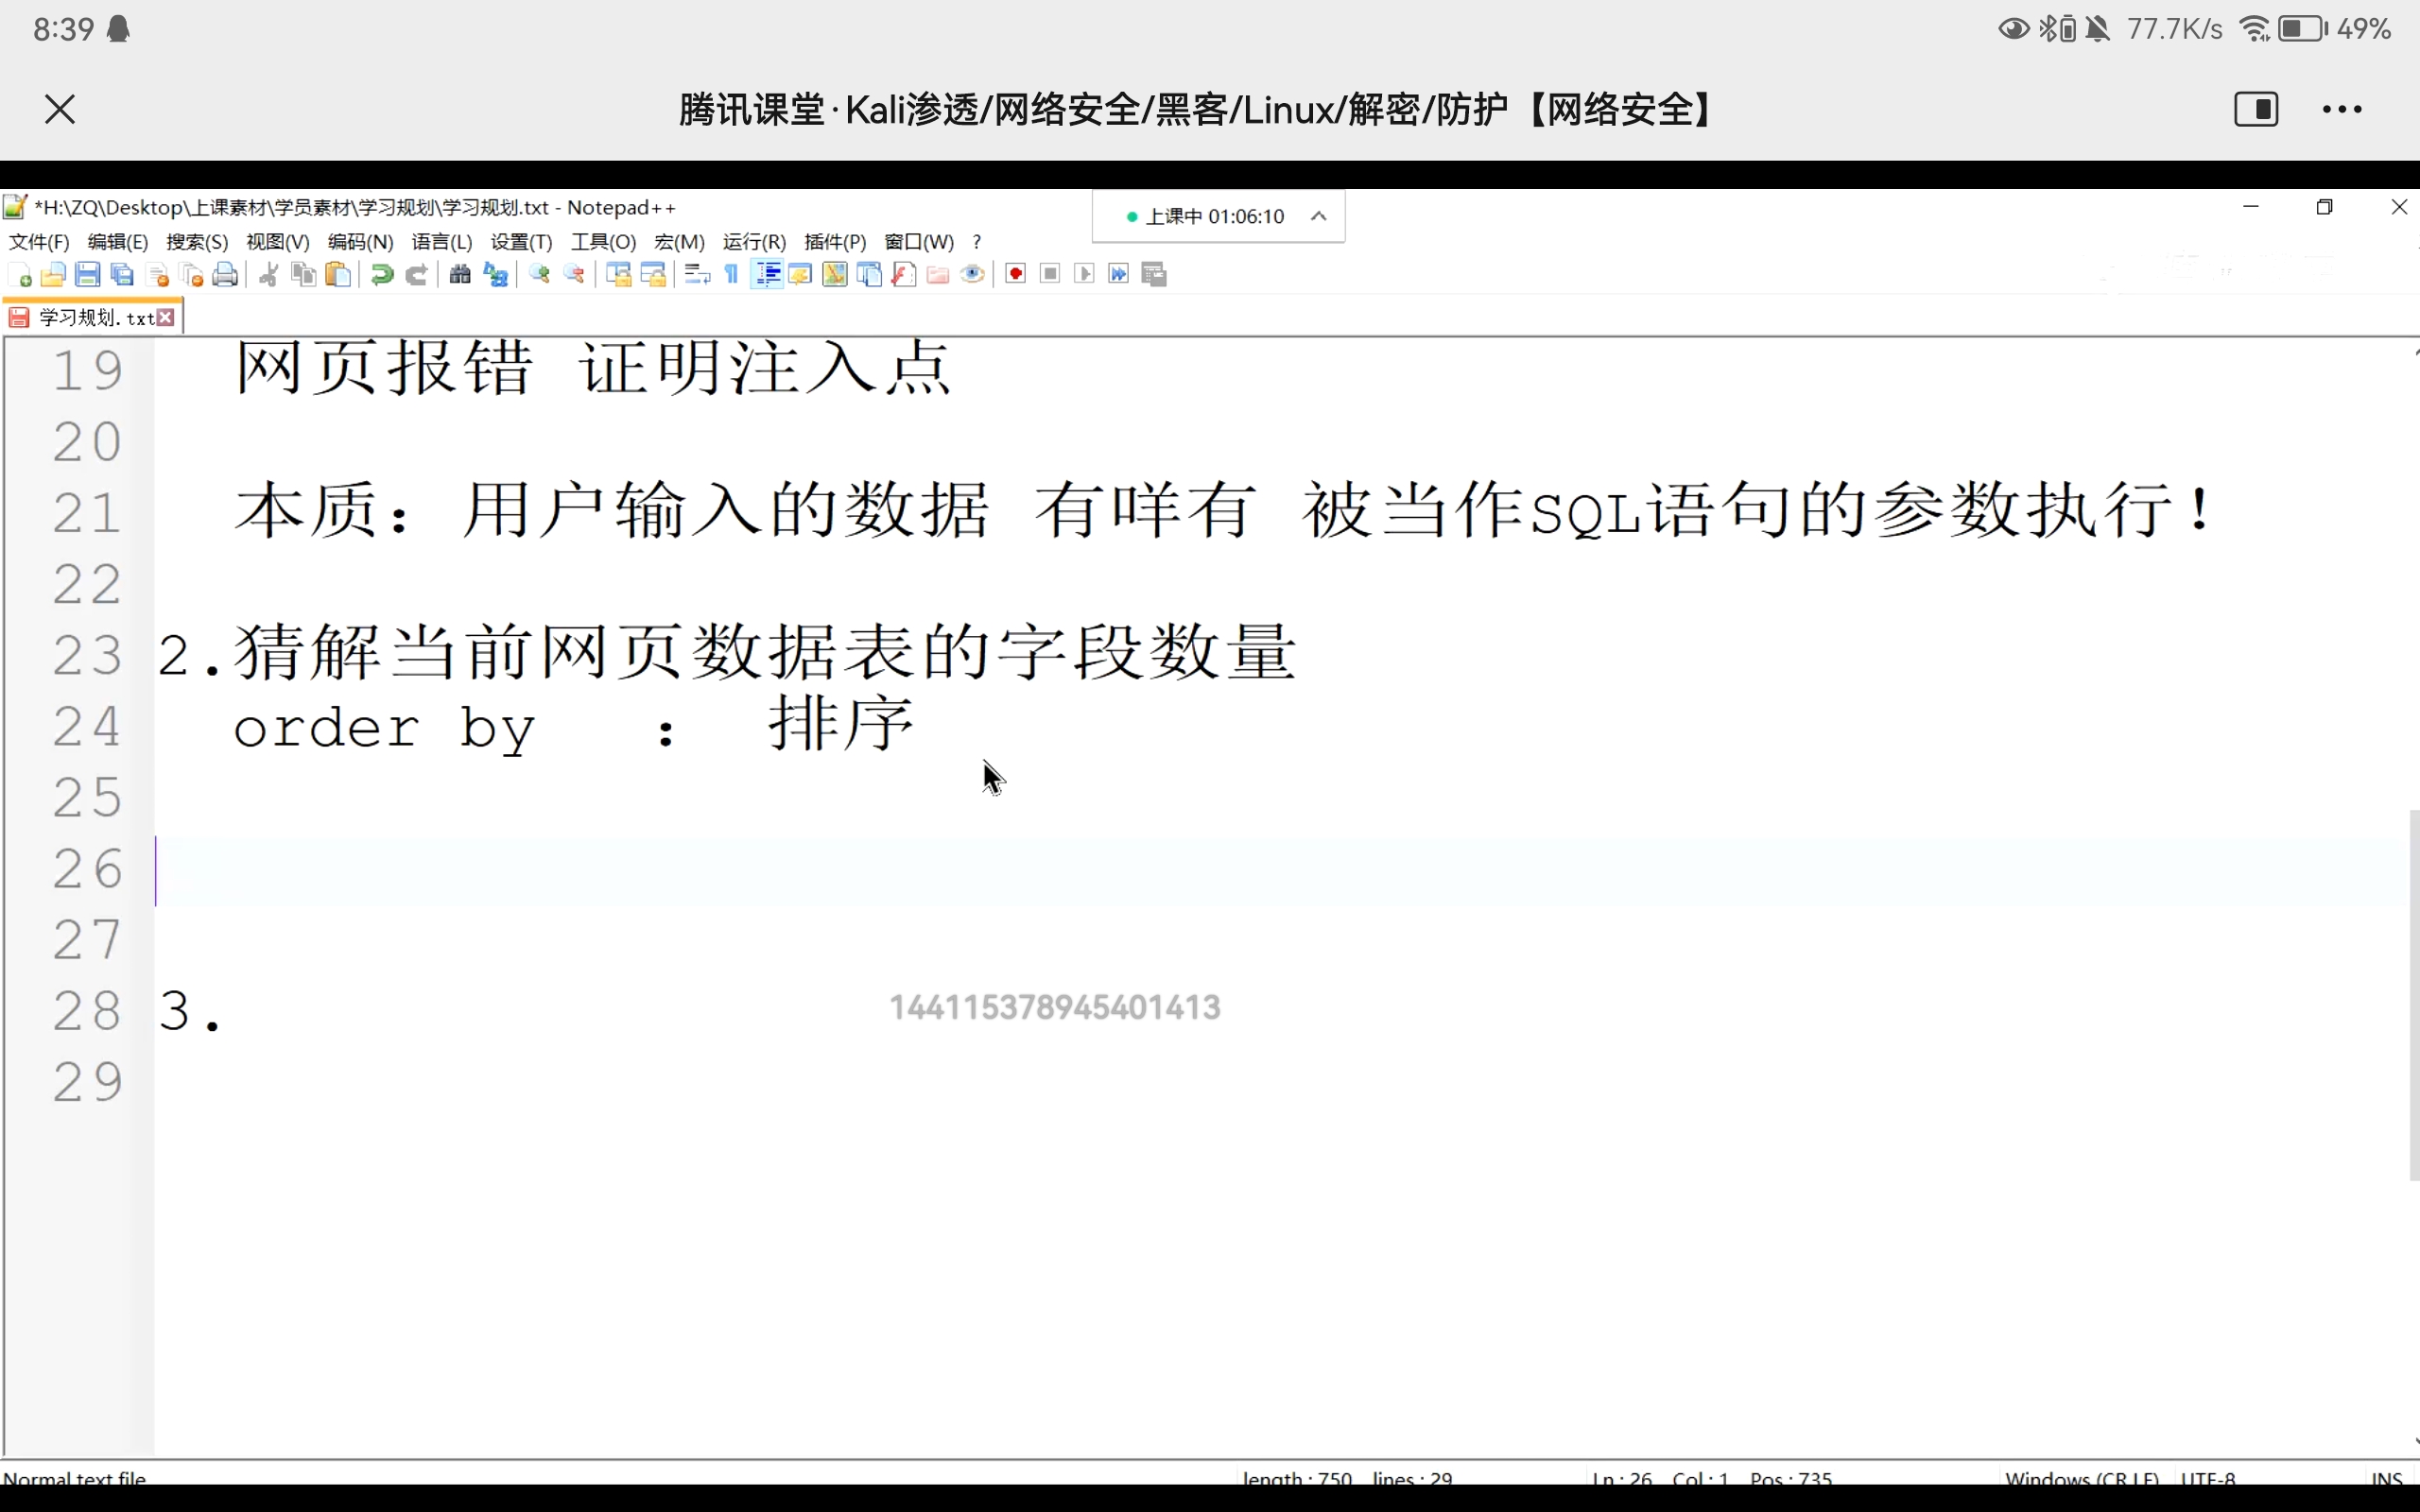 8:39
77.7K/s 49%
腾讯课堂·Kali渗透/网络安全/黑客/Linux/解密/防护【网络安全】
*H:\ZQ\Desktop\上课素材\学员素材\学习规划\学习规划.txt - Notepad++
上课中 01:06:10
文件(F) 编辑(E) 搜索(S) 视图(V) 编码(N) 语言(L) 设置(T) 工具(O) 宏(M) 运行(R) 插件(P) 窗口(W) ?
学习规划.txt
19 网页报错 证明注入点
20
21 本质：用户输入的数据 有咩有 被当作SQL语句的参数执行！
22
23 2.猜解当前网页数据表的字段数量
24 order by ： 排序
25
26
27
28 3.
144115378945401413
29
Normal text file length : 750 lines : 29 Ln : 26 Col : 1 Pos : 735 Windows (CR LF) UTF-8 INS